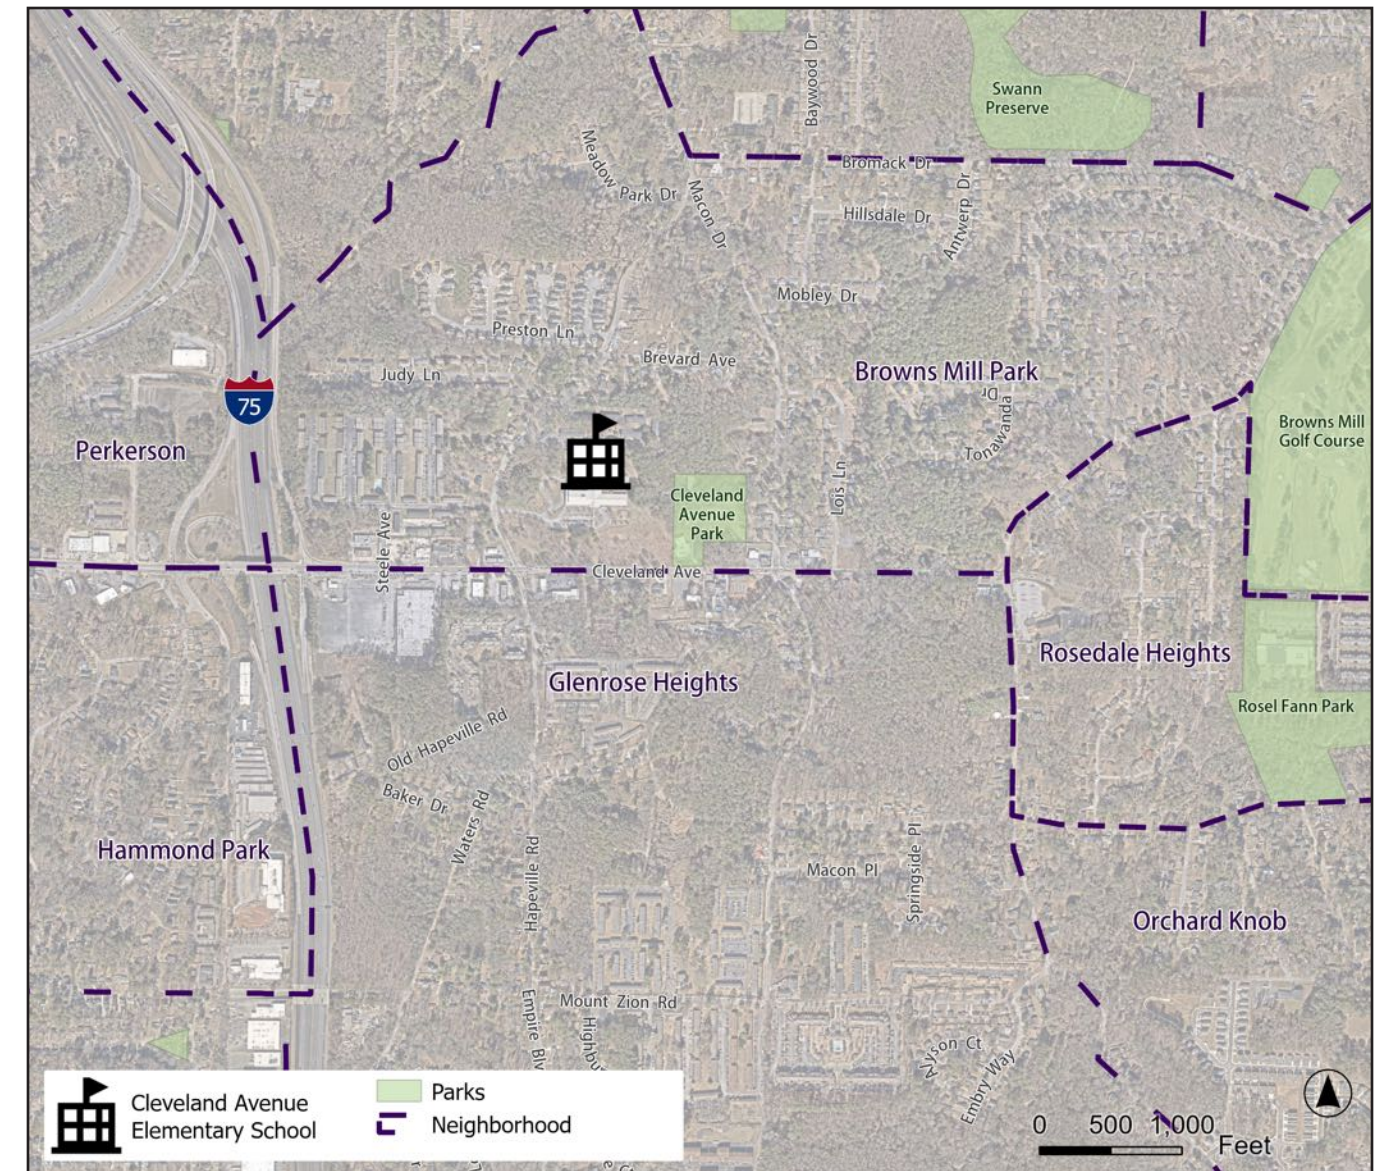 Baywood Dr
Swann
Preserve
Meadow Park Dr
Bromack Dr
Macon Dr
Hillsdale Dr
Antwerp Dr
Mobley Dr
Preston Ln
Brevard Ave
Judy Ln
Browns Mill Park
75
Tonawanda Dr
Browns Mill
Golf Course
Perkerson
Lois Ln
Cleveland
Avenue
Park
Steele Ave
Cleveland Ave
Rosedale Heights
Glenrose Heights
Rosel Fann Park
Old Hapeville Rd
Baker Dr
Waters Rd
Hammond Park
Hapeville Rd
Macon Pl
Springside Pl
Orchard Knob
Mount Zion Rd
Empire Blv
Highbu
Alyson Ct
Embry Way
Cleveland Avenue
Elementary School
Parks
Neighborhood
0 500 1,000
Feet